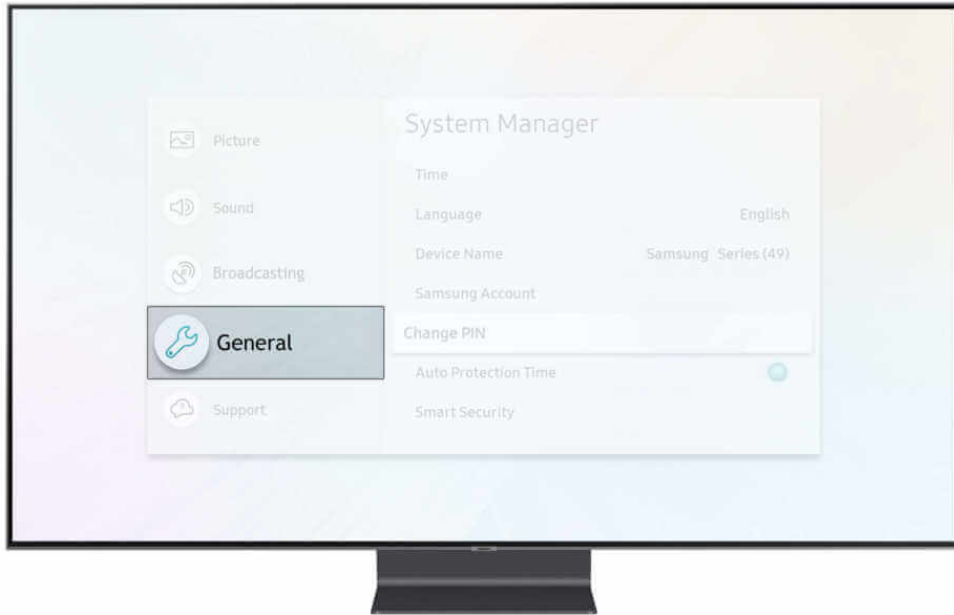 Picture
Sound
Broadcasting
General
Support
System Manager
Time
Language English
Device Name Samsung Series (49)
Samsung Account
Change PIN
Auto Protection Time
Smart Security